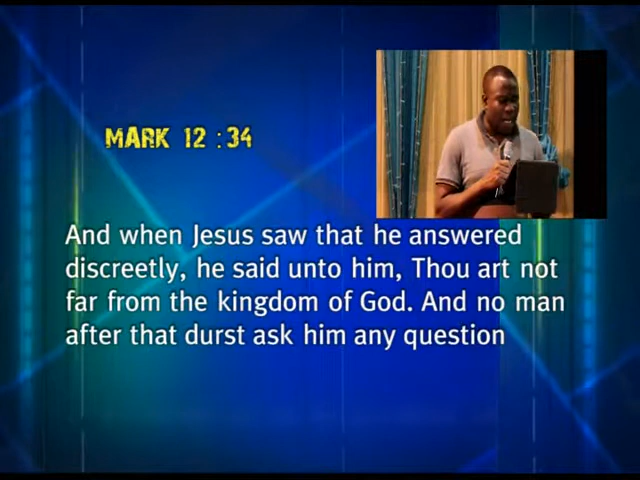 MARK 12 : 34
And when Jesus saw that he answered
discreetly, he said unto him, Thou art not
far from the kingdom of God. And no man
after that durst ask him any question